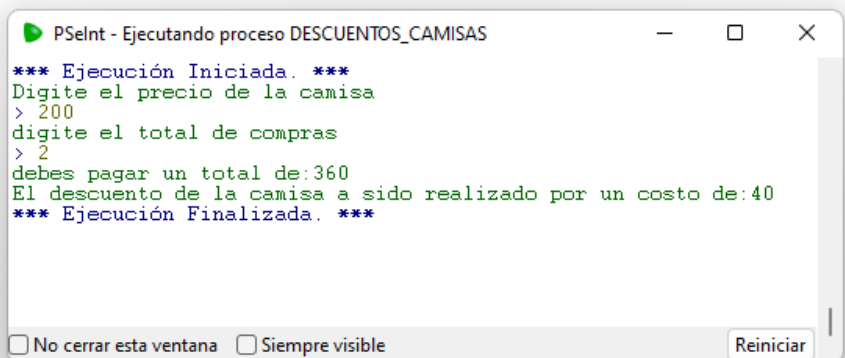 PSeInt - Ejecutando proceso DESCUENTOS_CAMISAS
*** Ejecución Iniciada. ***
Digite el precio de la camisa
> 200
digite el total de compras
> 2
debes pagar un total de:360
El descuento de la camisa a sido realizado por un costo de:40
*** Ejecución Finalizada. ***
No cerrar esta ventana Siempre visible Reiniciar